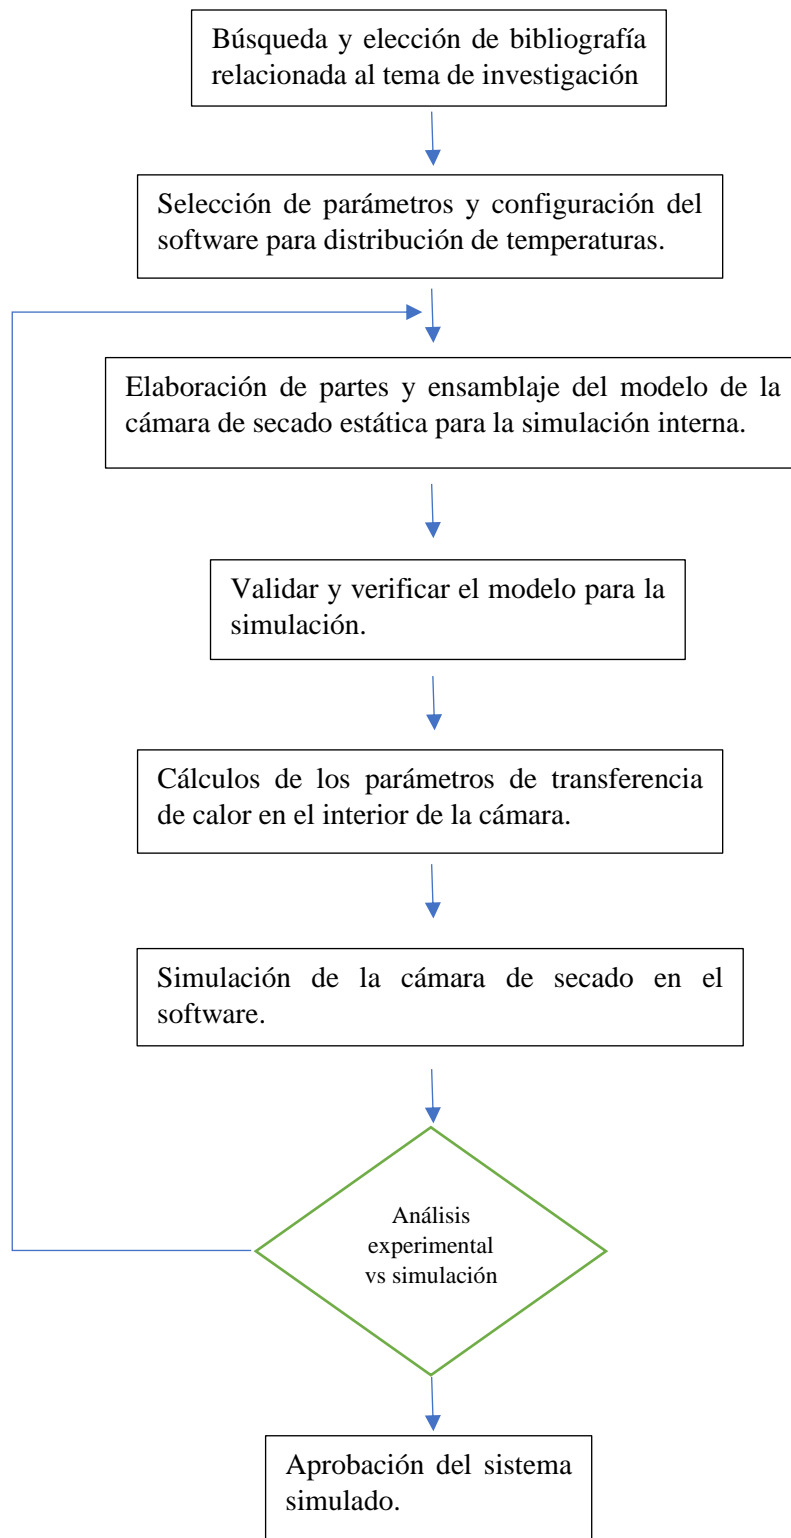 Búsqueda y elección de bibliografía
relacionada al tema de investigación
Selección de parámetros y configuración del
software para distribución de temperaturas.
Elaboración de partes y ensamblaje del modelo de la
cámara de secado estática para la simulación interna.
Validar y verificar el modelo para la
simulación.
Cálculos de los parámetros de transferencia
de calor en el interior de la cámara.
Simulación de la cámara de secado en el
software.
Análisis
experimental
vs simulación
Aprobación del sistema
simulado.